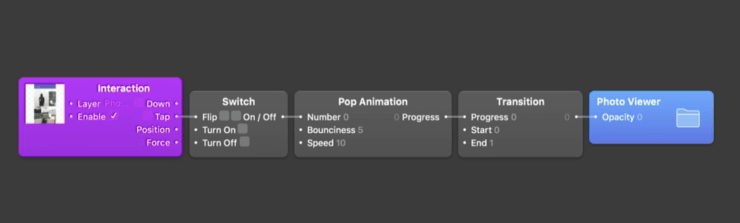 Interaction
Layer Pho... Down
Enable ✓ Tap
Position
Force
Switch
Flip On / Off
Turn On
Turn Off
Pop Animation
Number 0 0 Progress
Bounciness 5
Speed 10
Transition
Progress 0 0
Start 0
End 1
Photo Viewer
Opacity 0